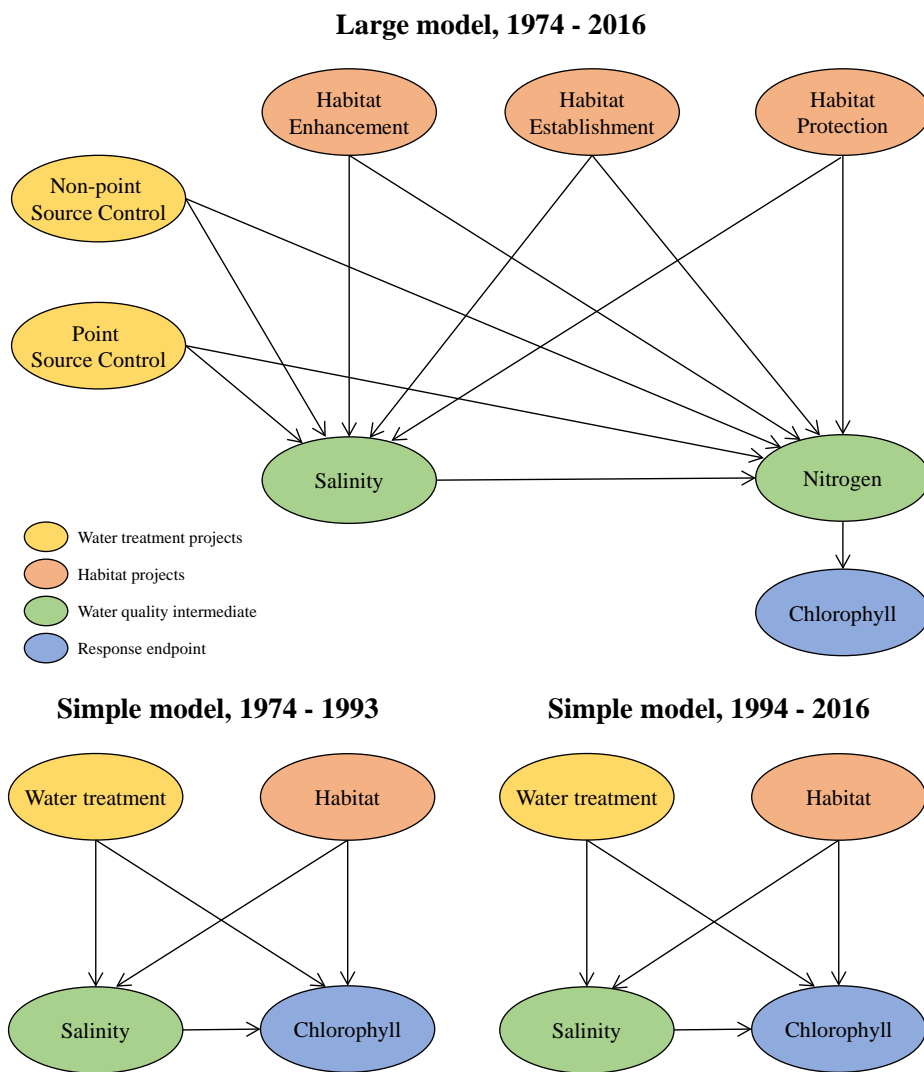 Large model, 1974 - 2016
Habitat
Enhancement
Habitat
Establishment
Habitat
Protection
Non-point
Source Control
Point
Source Control
Salinity
Nitrogen
Chlorophyll
Water treatment projects
Habitat projects
Water quality intermediate
Response endpoint
Simple model, 1974 - 1993
Water treatment
Habitat
Salinity
Chlorophyll
Simple model, 1994 - 2016
Water treatment
Habitat
Salinity
Chlorophyll